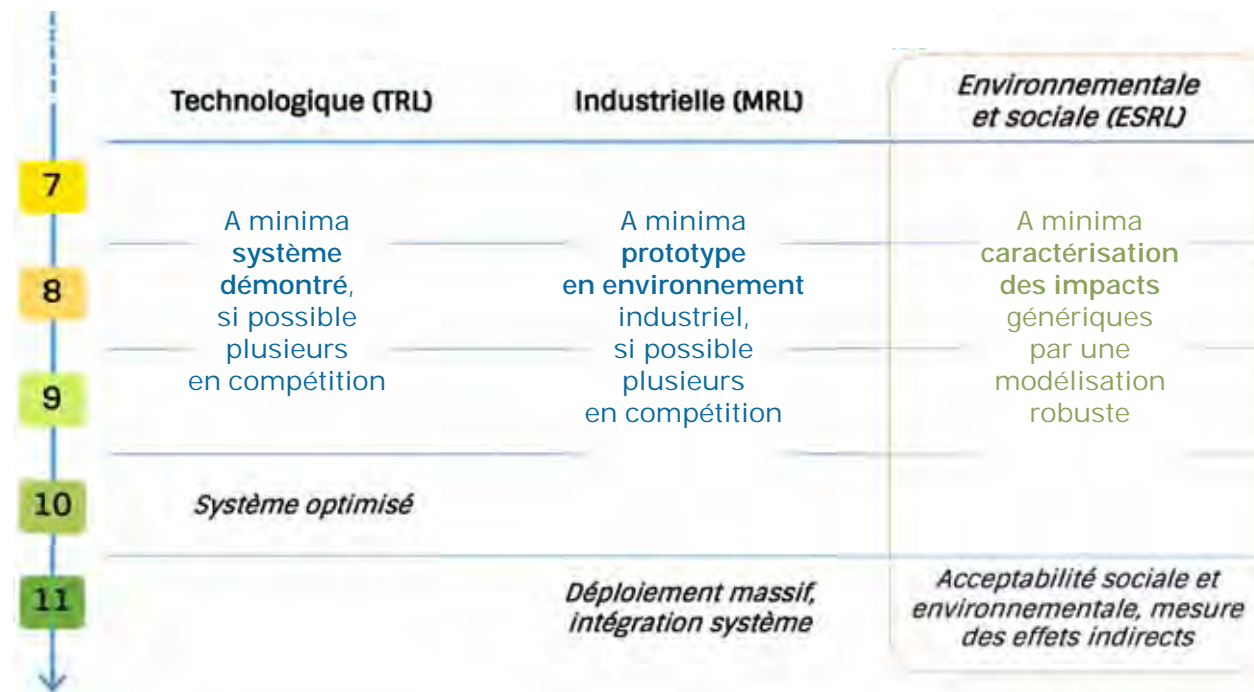 Technologique (TRL)
Industrielle (MRL)
Environnementale
et sociale (ESRL)
7
8
9
10
11
A minima
système
démontré,
si possible
plusieurs
en compétition
A minima
prototype
en environnement
industriel,
si possible
plusieurs
en compétition
A minima
caractérisation
des impacts
génériques
par une
modélisation
robuste
Système optimisé
Déploiement massif,
intégration système
Acceptabilité sociale et
environnementale, mesure
des effets indirects